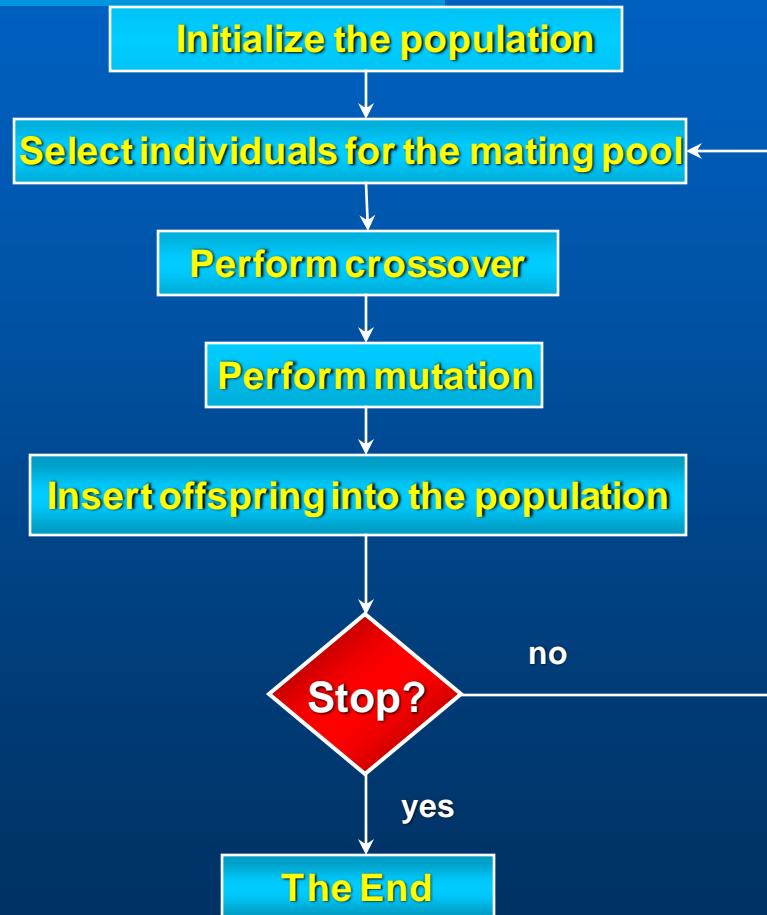 Initialize the population
Select individuals for the mating pool
Perform crossover
Perform mutation
Insert offspring into the population
no
Stop?
yes
The End